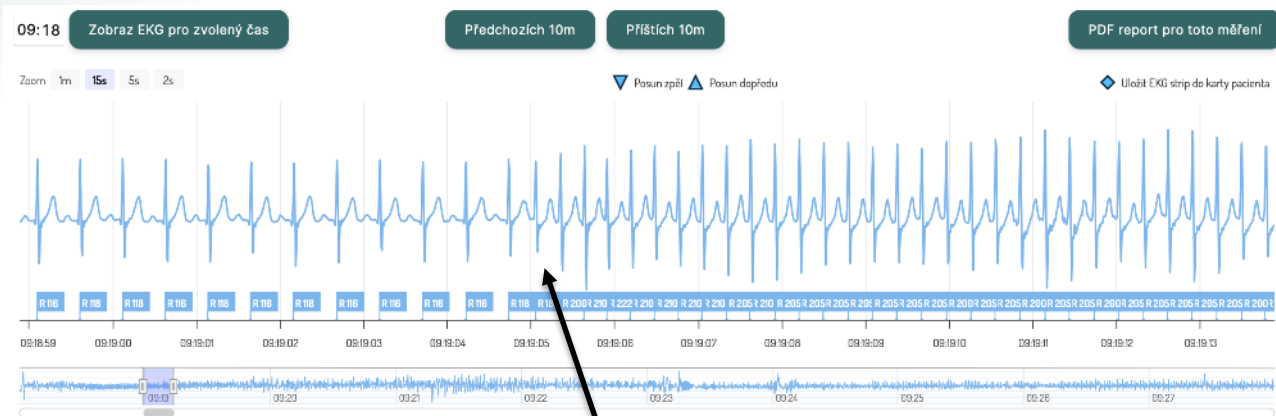 09:18 Zobraz EKG pro zvolený čas Předchozích 10m Příštích 10m PDF report pro toto měření
Zoom 1m 15s 5s 2s Posun zpět Posun dopředu Uložit EKG strip do karty pacienta
R 116 R 118 R 116 R 116 R 116 R 116 R 118 R 116 R 116 R 116 R 116 R 118
09:18:59 09:19:00 09:19:01 09:19:02 09:19:03 09:19:04 09:19:05 09:19:06 09:19:07 09:19:08 09:19:09 09:19:10 09:19:11 09:19:12 09:19:13
09:19 09:20 09:21 09:22 09:23 09:24 09:25 09:26 09:27